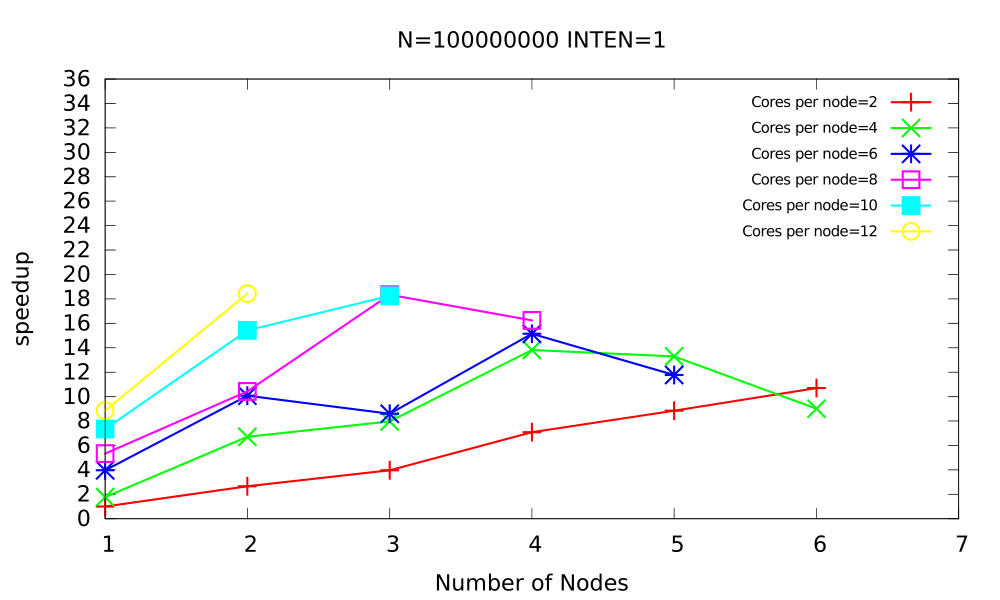 N=100000000 INTEN=1
36
34
32
30
28
26
24
22
20
18
16
14
12
10
8
6
4
2
0
speedup
Cores per node=2
Cores per node=4
Cores per node=6
Cores per node=8
Cores per node=10
Cores per node=12
1 2 3 4 5 6 7
Number of Nodes